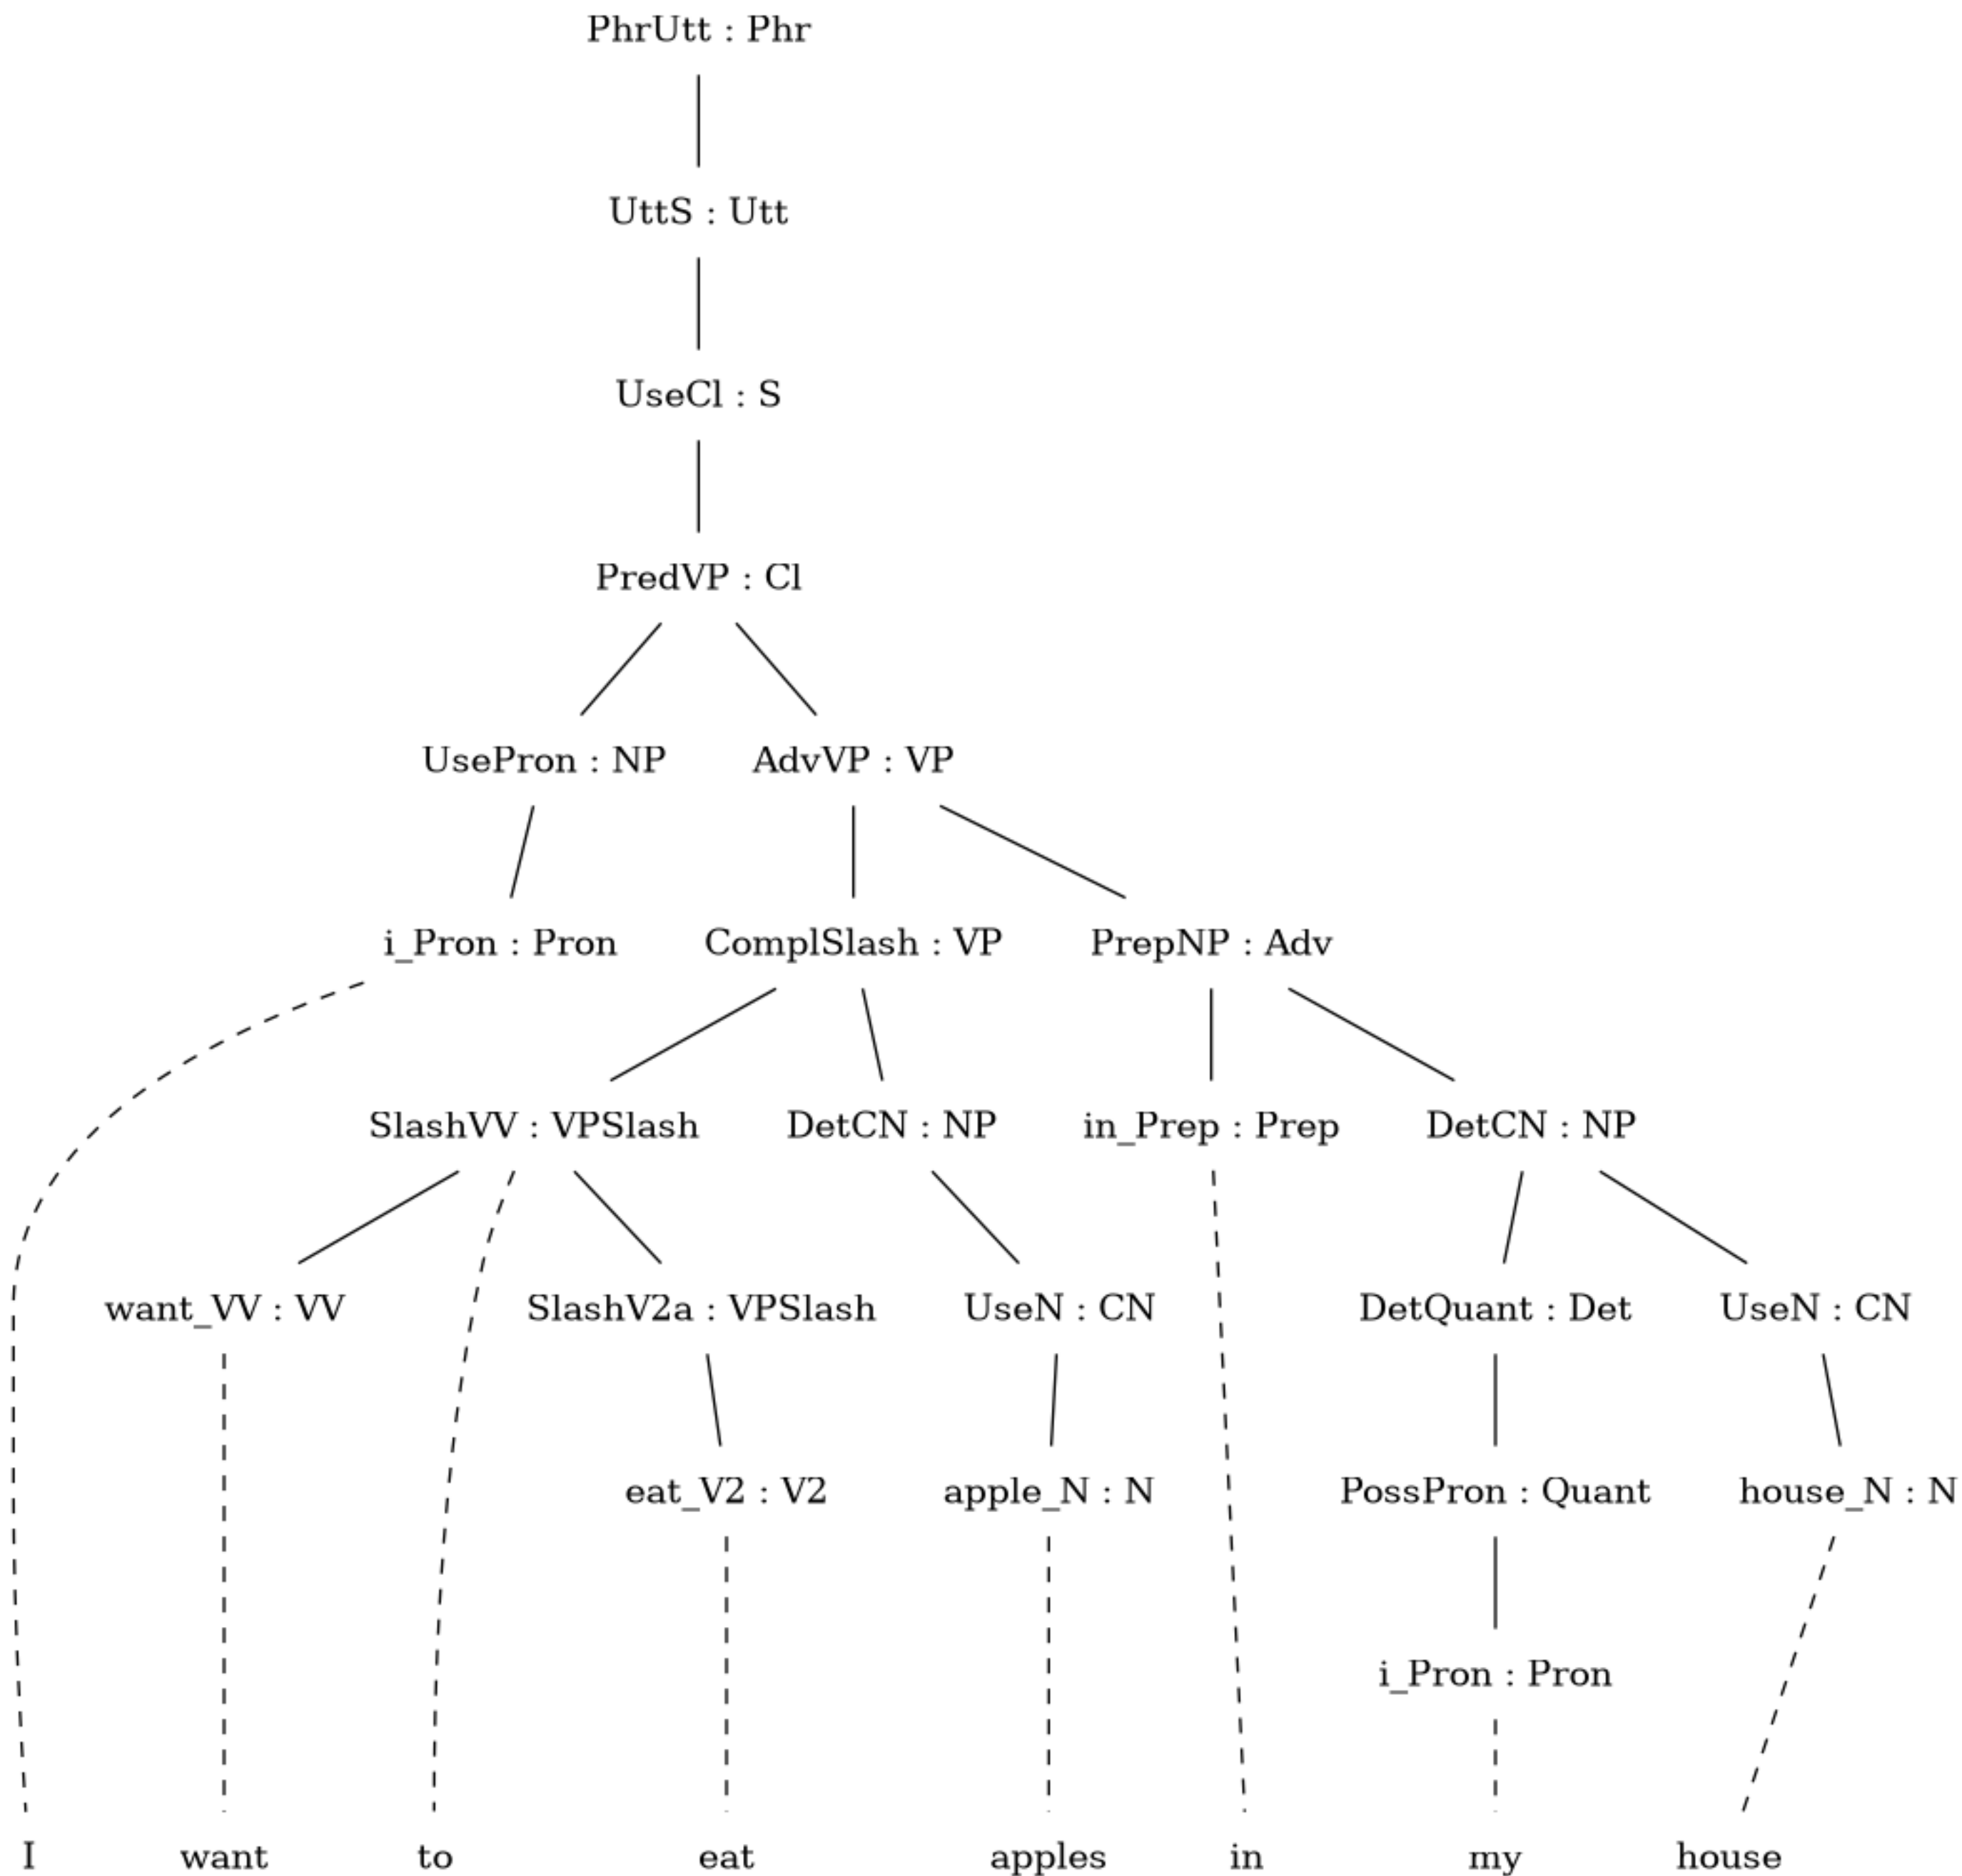 PhrUtt : Phr
UttS : Utt
UseCl : S
PredVP : Cl
UsePron : NP AdvVP : VP
i_Pron : Pron ComplSlash : VP PrepNP : Adv
SlashVV : VPSlash DetCN : NP in_Prep : Prep DetCN : NP
want_VV : VV SlashV2a : VPSlash UseN : CN DetQuant : Det UseN : CN
eat_V2 : V2 apple_N : N PossPron : Quant house_N : N
i_Pron : Pron
I want to eat apples in my house